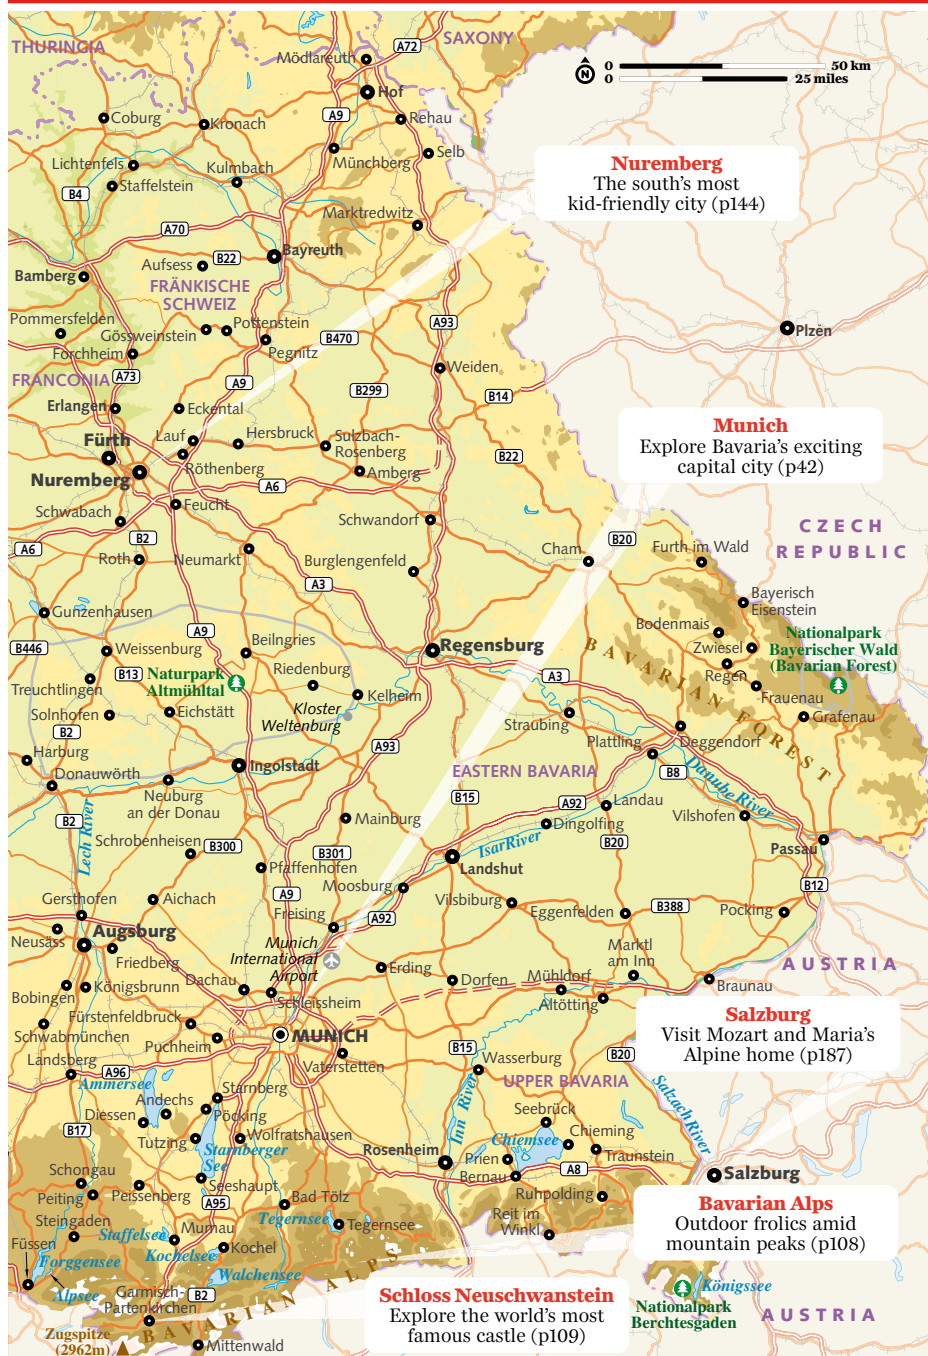 THURINGIA
SAXONY
A72
Mödlareuth
Hof
0 50 km
0 25 miles
N
Coburg
Kronach
A9
Rehau
Lichtenfels
Kulmbach
Münchberg
Selb
Staffelstein
B4
Nuremberg
The south's most
kid-friendly city (p144)
Marktredwitz
A70
B22
Bayreuth
Aufsess
Bamberg
FRÄNKISCHE
SCHWEIZ
Pommersfelden
Gössweinstein
Pottenstein
A93
Plzěn
Forchheim
Pegnitz
B470
Weiden
FRANCONIA
A73
A9
B299
B14
Erlangen
Eckental
Munich
Explore Bavaria's exciting
capital city (p42)
Fürth
Lauf
Hersbruck
Sulzbach-
Rosenberg
B22
Röthenberg
Amberg
Nuremberg
A6
Feucht
Schwabach
Schwandorf
CZECH
REPUBLIC
B2
A6
B20
Roth
Neumarkt
Burglengenfeld
Cham
Furth im Wald
A3
Bayerisch
Eisenstein
Gunzenhausen
A9
Bodenmais
B446
Weissenburg
Beilngries
Regensburg
Zwiesel
Nationalpark
Bayerischer Wald
(Bavarian Forest)
B13
Naturpark
Altmühltal
Riedenburg
A3
Regen
Treuchtlingen
Kelheim
Frauenau
Solnhofen
Eichstätt
Kloster
Weltenburg
Straubing
Grafenau
BAVARIAN FOREST
B2
A93
Plattling
Deggendorf
Harburg
Ingolstadt
EASTERN BAVARIA
B8
Danube River
Donauwörth
Neuburg
an der Donau
B15
A92
Landau
B2
Lech River
Mainburg
Dingolfing
Vilshofen
Schrobenhausen
B300
B301
Isar River
B20
Passau
Pfaffenhofen
Landshut
Moosburg
A9
B12
Gersthofen
Aichach
Freising
A92
Vilsbiburg
Eggenfelden
B388
Pocking
Neusäss
Augsburg
Friedberg
Munich
International
Airport
Erding
Marktl
am Inn
AUSTRIA
Dachau
Dorfen
Mühldorf
Braunau
Bobingen
Königsbrunn
Schleissheim
Altötting
Fürstenfeldbruck
Salzburg
Visit Mozart and Maria's
Alpine home (p187)
Schwabmünchen
Puchheim
MUNICH
B15
B20
Landsberg
Vaterstetten
Wasserburg
A96
Ammersee
Starnberg
UPPER BAVARIA
Andechs
Inn River
Salzach River
Diessen
Pöcking
Seebrück
B17
Tutzing
Wolfratshausen
Chieming
Starnberger
See
Rosenheim
Chiemsee
Traunstein
Prien
Schongau
Bernau
A8
Salzburg
Peiting
Peissenberg
Seeshaupt
Ruhpolding
A95
Bad Tölz
Bavarian Alps
Outdoor frolics amid
mountain peaks (p108)
Steingaden
Staffelsee
Murnau
Tegernsee
Tegernsee
Reit im
Winkl
Füssen
Forggensee
Kochelsee
Kochel
Alpsee
Walchensee
Königssee
Garmisch-
Partenkirchen
B2
BAVARIAN ALPS
Schloss Neuschwanstein
Explore the world's most
famous castle (p109)
Nationalpark
Berchtesgaden
AUSTRIA
Zugspitze
(2962m)
Mittenwald